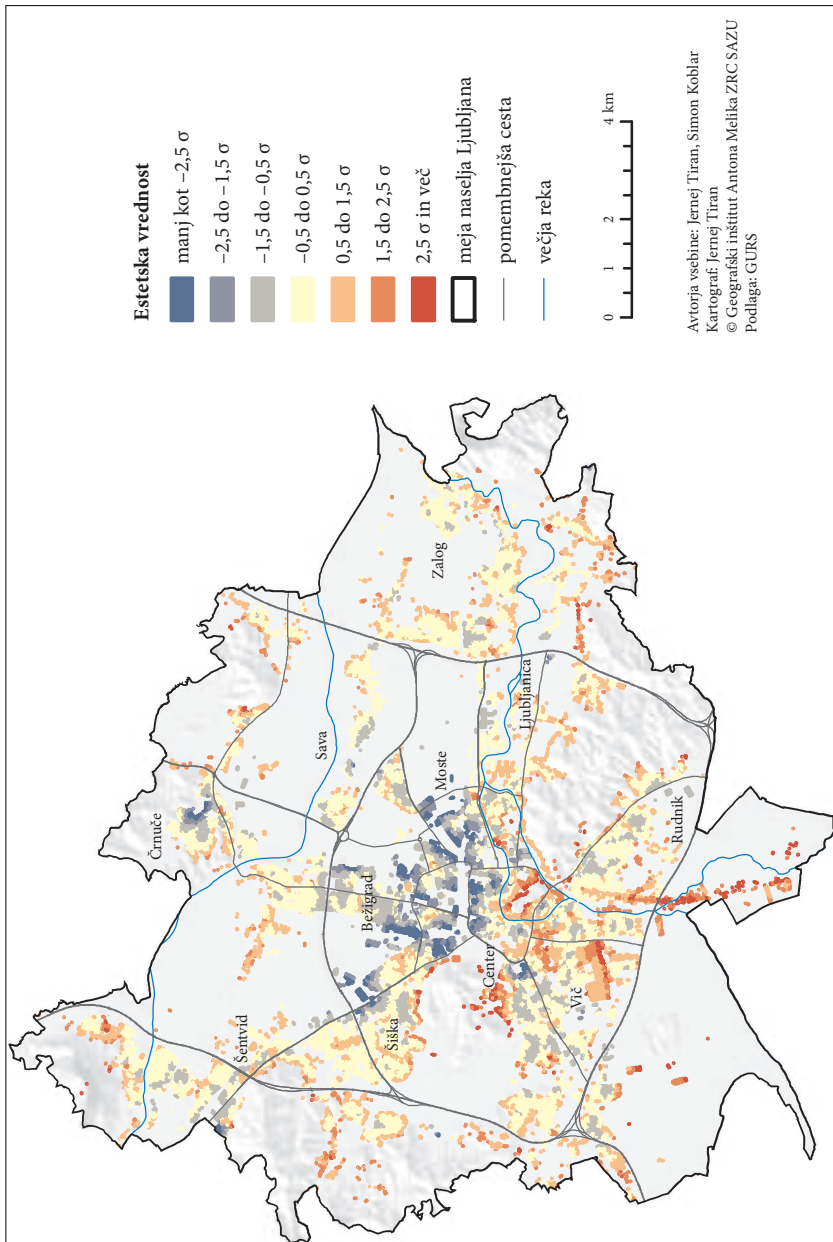 Estetska vrednost
manj kot −2,5 σ
−2,5 do −1,5 σ
−1,5 do −0,5 σ
−0,5 do 0,5 σ
0,5 do 1,5 σ
1,5 do 2,5 σ
2,5 σ in več
meja naselja Ljubljana
pomembnejša cesta
večja reka
0 1 2 4 km
Avtorja vsebine: Jernej Tiran, Simon Koblar
Kartograf: Jernej Tiran
© Geografski inštitut Antona Melika ZRC SAZU
Podlaga: GURS
Črnuče
Sava
Šentvid
Bežigrad
Zalog
Moste
Šiška
Center
Ljubljanica
Vič
Rudnik